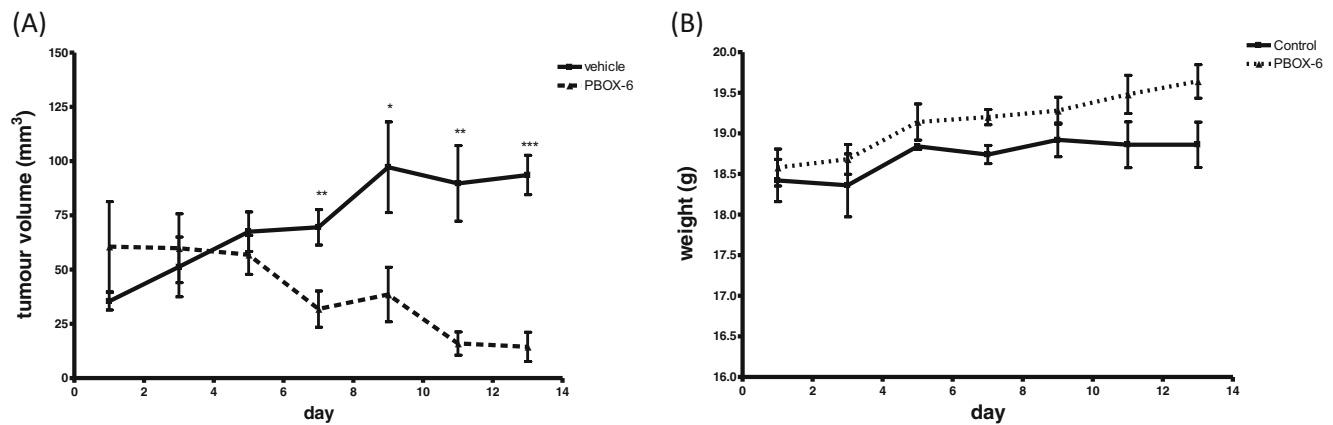 (A)
150
125
100
75
50
25
0
0 2 4 6 8 10 12 14
tumour volume (mm³)
day
vehicle
PBOX-6
**
*
**
***
(B)
20.0
19.5
19.0
18.5
18.0
17.5
17.0
16.5
16.0
0 2 4 6 8 10 12 14
weight (g)
day
Control
PBOX-6